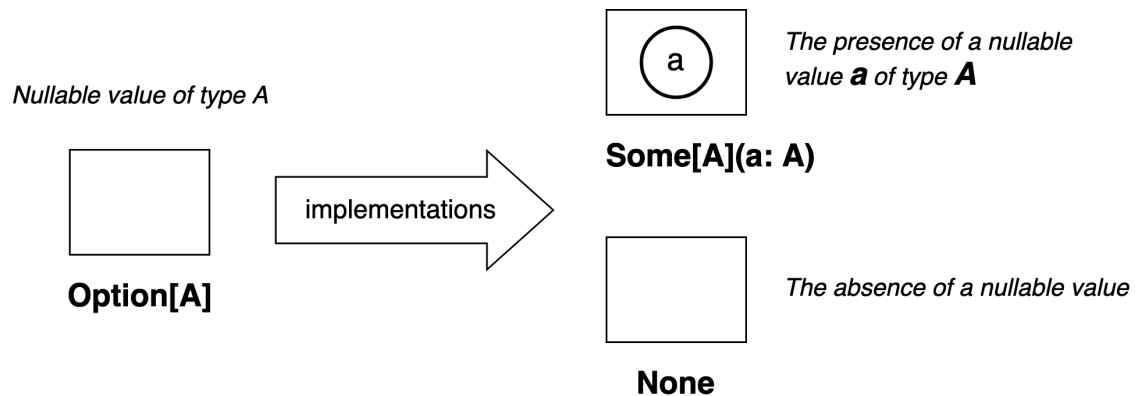 Nullable value of type A
Option[A]
implementations
a
The presence of a nullable
value a of type A
Some[A](a: A)
The absence of a nullable value
None